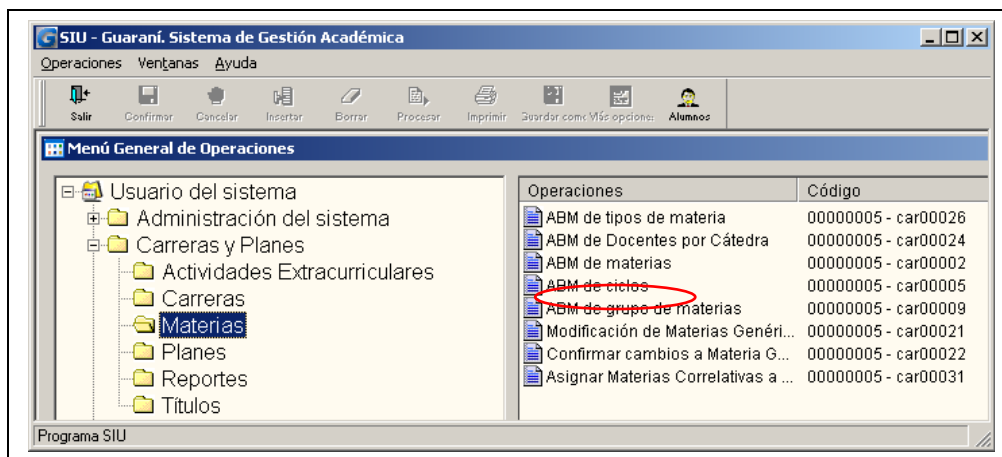 SIU - Guaraní. Sistema de Gestión Académica
Operaciones Ventanas Ayuda
Salir Confirmar Cancelar Insertar Borrar Procesar Imprimir Guardar como Más opciones Alumnos
Menú General de Operaciones
Usuario del sistema
Administración del sistema
Carreras y Planes
Actividades Extracurriculares
Carreras
Materias
Planes
Reportes
Títulos
Operaciones Código
ABM de tipos de materia 00000005 - car00026
ABM de Docentes por Cátedra 00000005 - car00024
ABM de materias 00000005 - car00002
ABM de ciclos 00000005 - car00005
ABM de grupo de materias 00000005 - car00009
Modificación de Materias Genéri... 00000005 - car00021
Confirmar cambios a Materia G... 00000005 - car00022
Asignar Materias Correlativas a ... 00000005 - car00031
Programa SIU